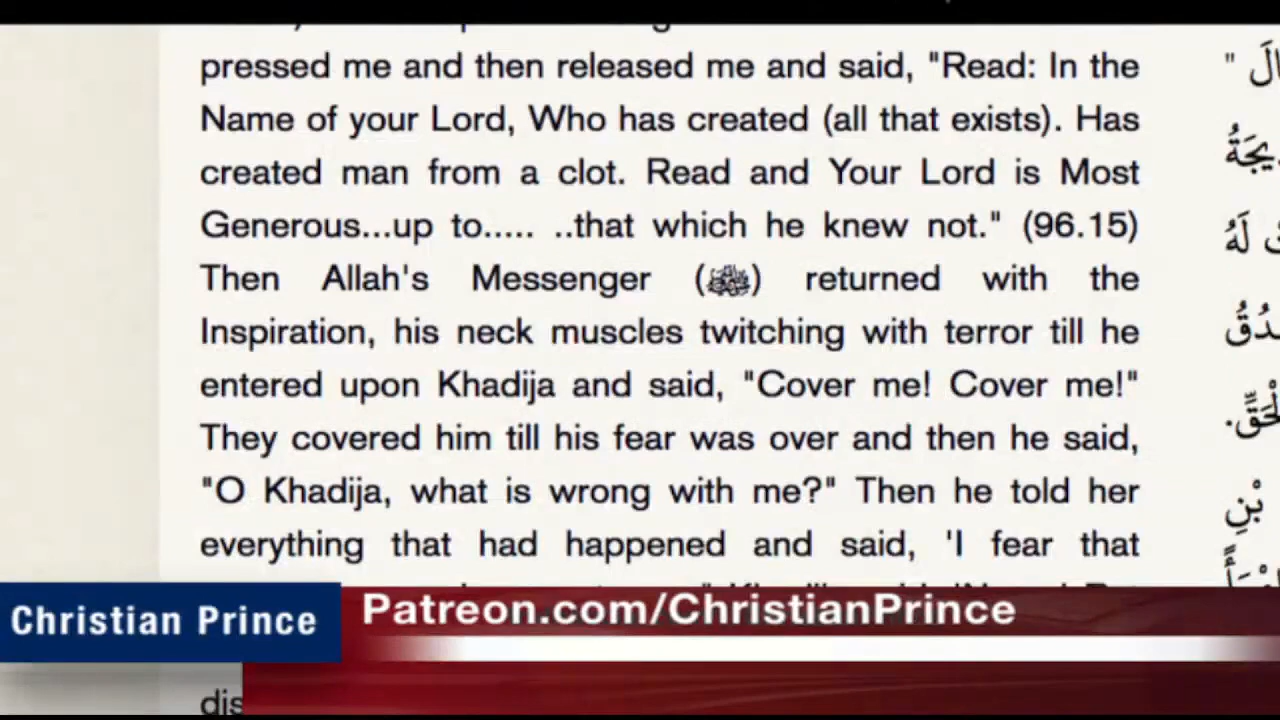 pressed me and then released me and said, "Read: In the
Name of your Lord, Who has created (all that exists). Has
created man from a clot. Read and Your Lord is Most
Generous...up to..... ..that which he knew not." (96.15)
Then Allah's Messenger (ﷺ) returned with the
Inspiration, his neck muscles twitching with terror till he
entered upon Khadija and said, "Cover me! Cover me!"
They covered him till his fear was over and then he said,
"O Khadija, what is wrong with me?" Then he told her
everything that had happened and said, 'I fear that
dis
Christian Prince
Patreon.com/ChristianPrince